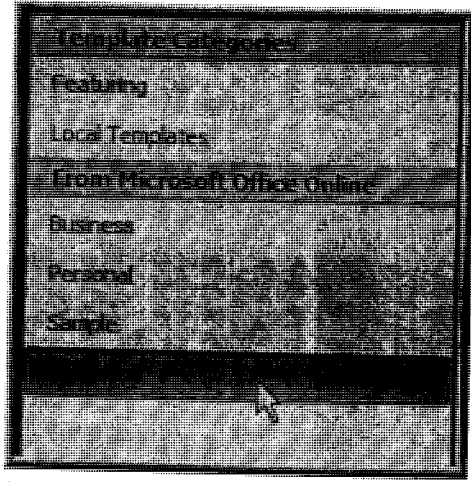 Template Categories
Featuring
Local Templates
From Microsoft Office Online
Business
Personal
Sample